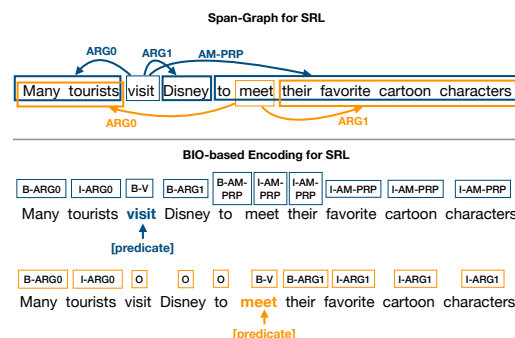 Span-Graph for SRL
ARG0 ARG1 AM-PRP
Many tourists visit Disney to meet their favorite cartoon characters
ARG0 ARG1
BIO-based Encoding for SRL
B-ARG0 I-ARG0 B-V B-ARG1 B-AM-PRP I-AM-PRP I-AM-PRP I-AM-PRP I-AM-PRP I-AM-PRP
Many tourists visit Disney to meet their favorite cartoon characters
[predicate]
B-ARG0 I-ARG0 O O O B-V B-ARG1 I-ARG1 I-ARG1 I-ARG1
Many tourists visit Disney to meet their favorite cartoon characters
[predicate]